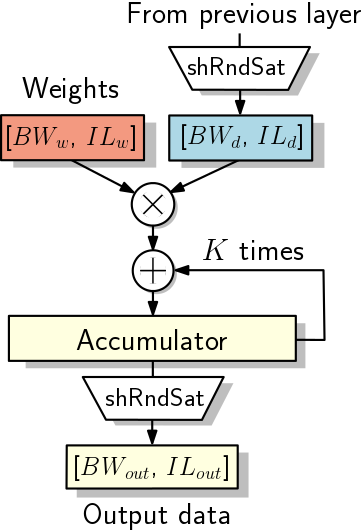 From previous layer
shRndSat
Weights
[BW_w, IL_w]
[BW_d, IL_d]
×
+
K times
Accumulator
shRndSat
[BW_out, IL_out]
Output data